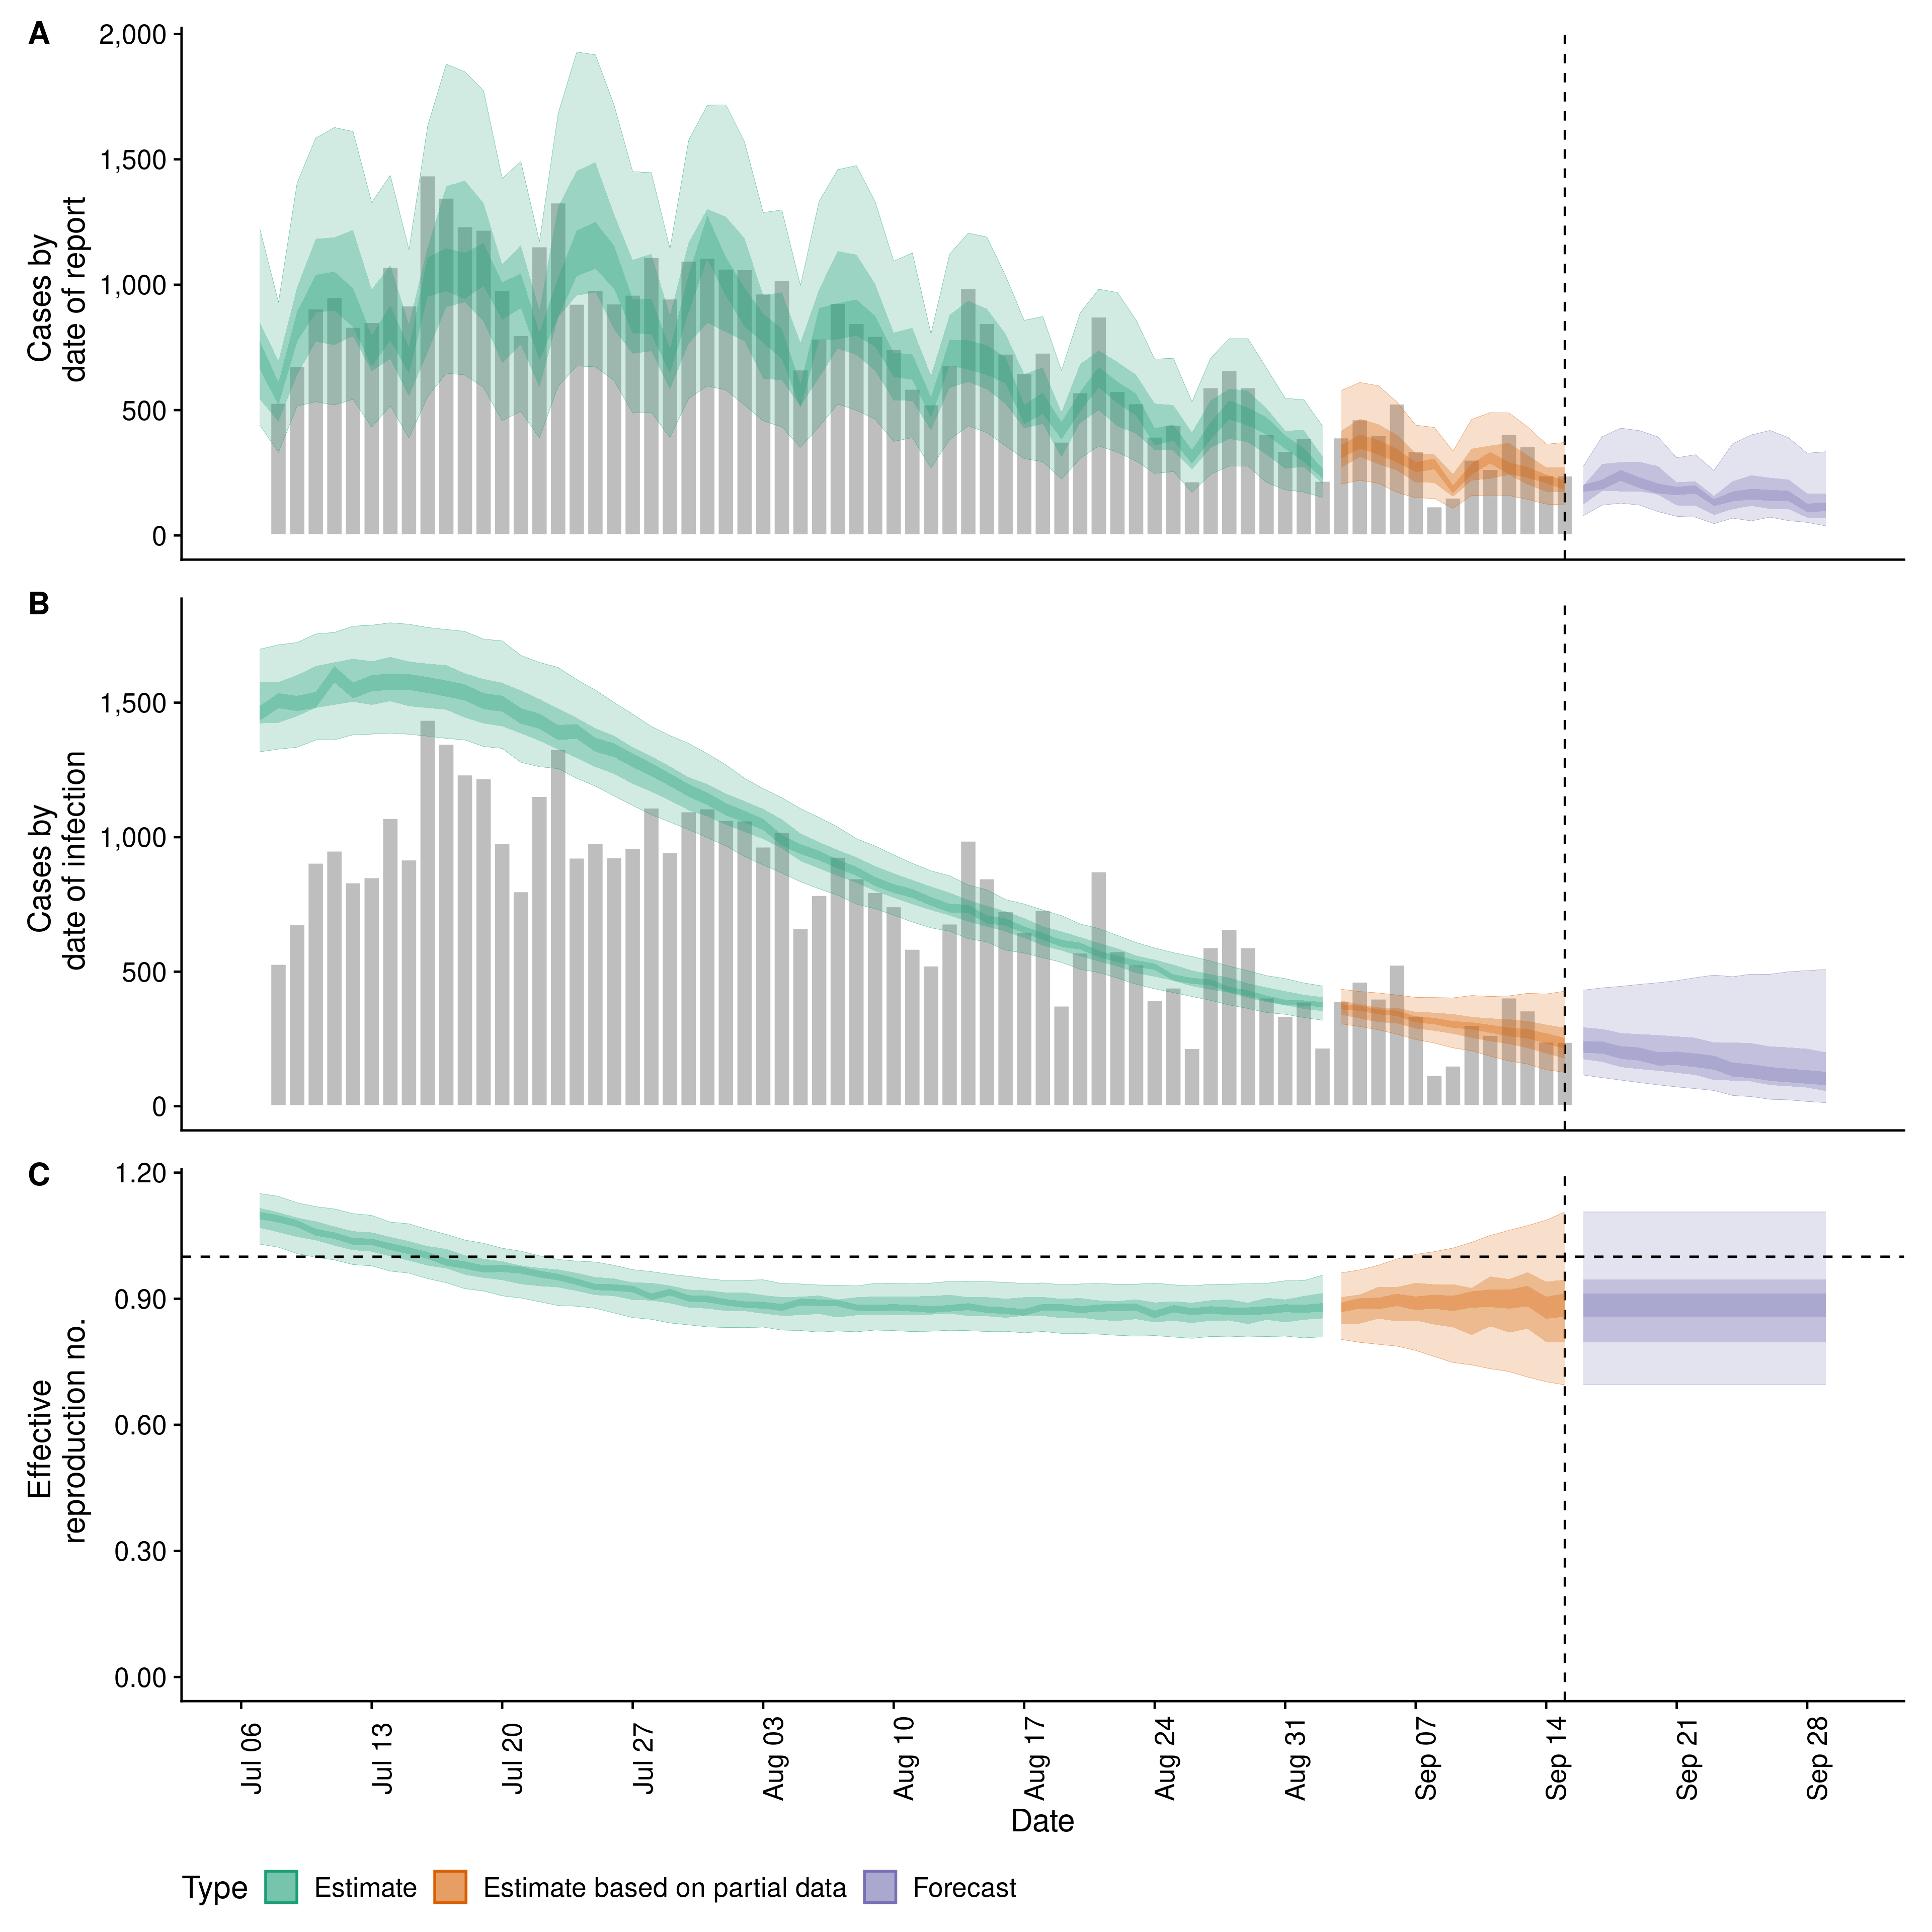 A
Cases by
date of report
2,000
1,500
1,000
500
0
B
Cases by
date of infection
1,500
1,000
500
0
C
Effective
reproduction no.
1.20
0.90
0.60
0.30
0.00
Jul 06
Jul 13
Jul 20
Jul 27
Aug 03
Aug 10
Aug 17
Aug 24
Aug 31
Sep 07
Sep 14
Sep 21
Sep 28
Date
Type Estimate Estimate based on partial data Forecast